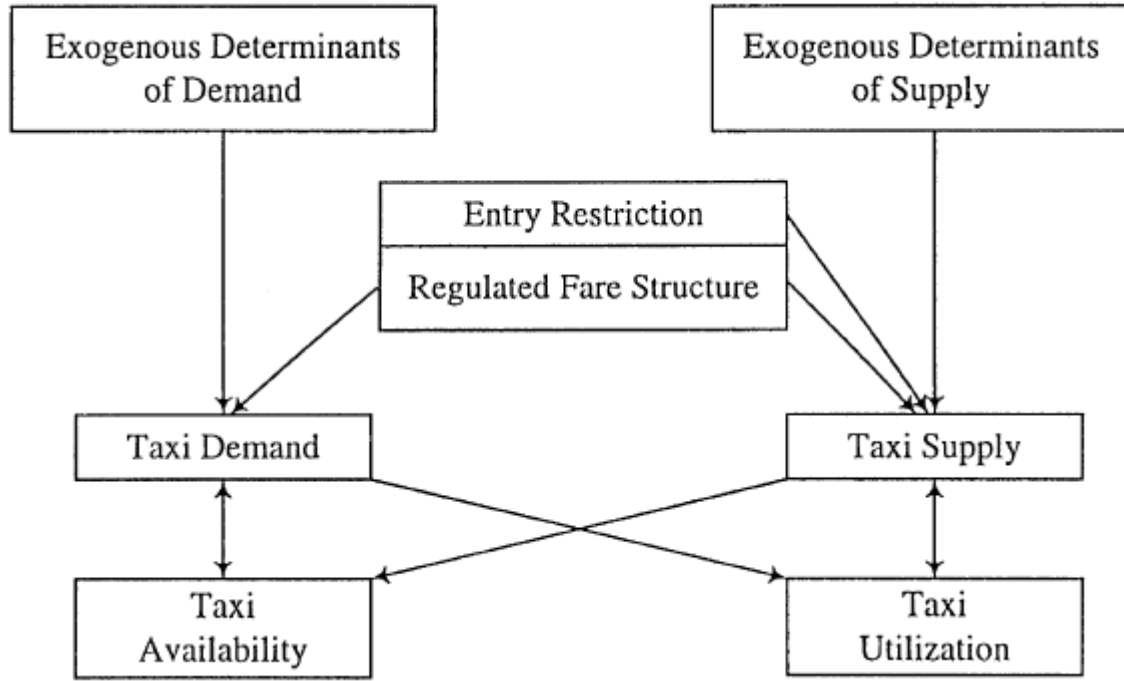 Exogenous Determinants
of Demand
Exogenous Determinants
of Supply
Entry Restriction
Regulated Fare Structure
Taxi Demand
Taxi Supply
Taxi
Availability
Taxi
Utilization